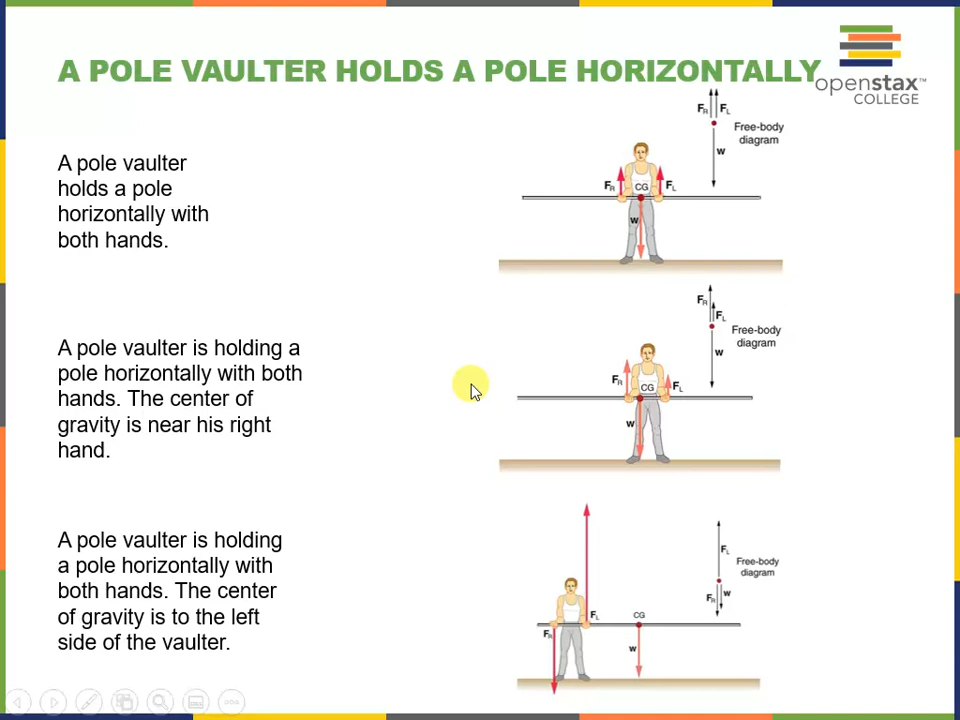 A POLE VAULTER HOLDS A POLE HORIZONTALLY
openstax™
COLLEGE
A pole vaulter
holds a pole
horizontally with
both hands.
FR FL
Free-body
diagram
w
FR CG FL
w
A pole vaulter is holding a
pole horizontally with both
hands. The center of
gravity is near his right
hand.
FR
FL
Free-body
diagram
w
FR CG FL
w
A pole vaulter is holding
a pole horizontally with
both hands. The center
of gravity is to the left
side of the vaulter.
FL
Free-body
diagram
FR w
FL CG
FR
w